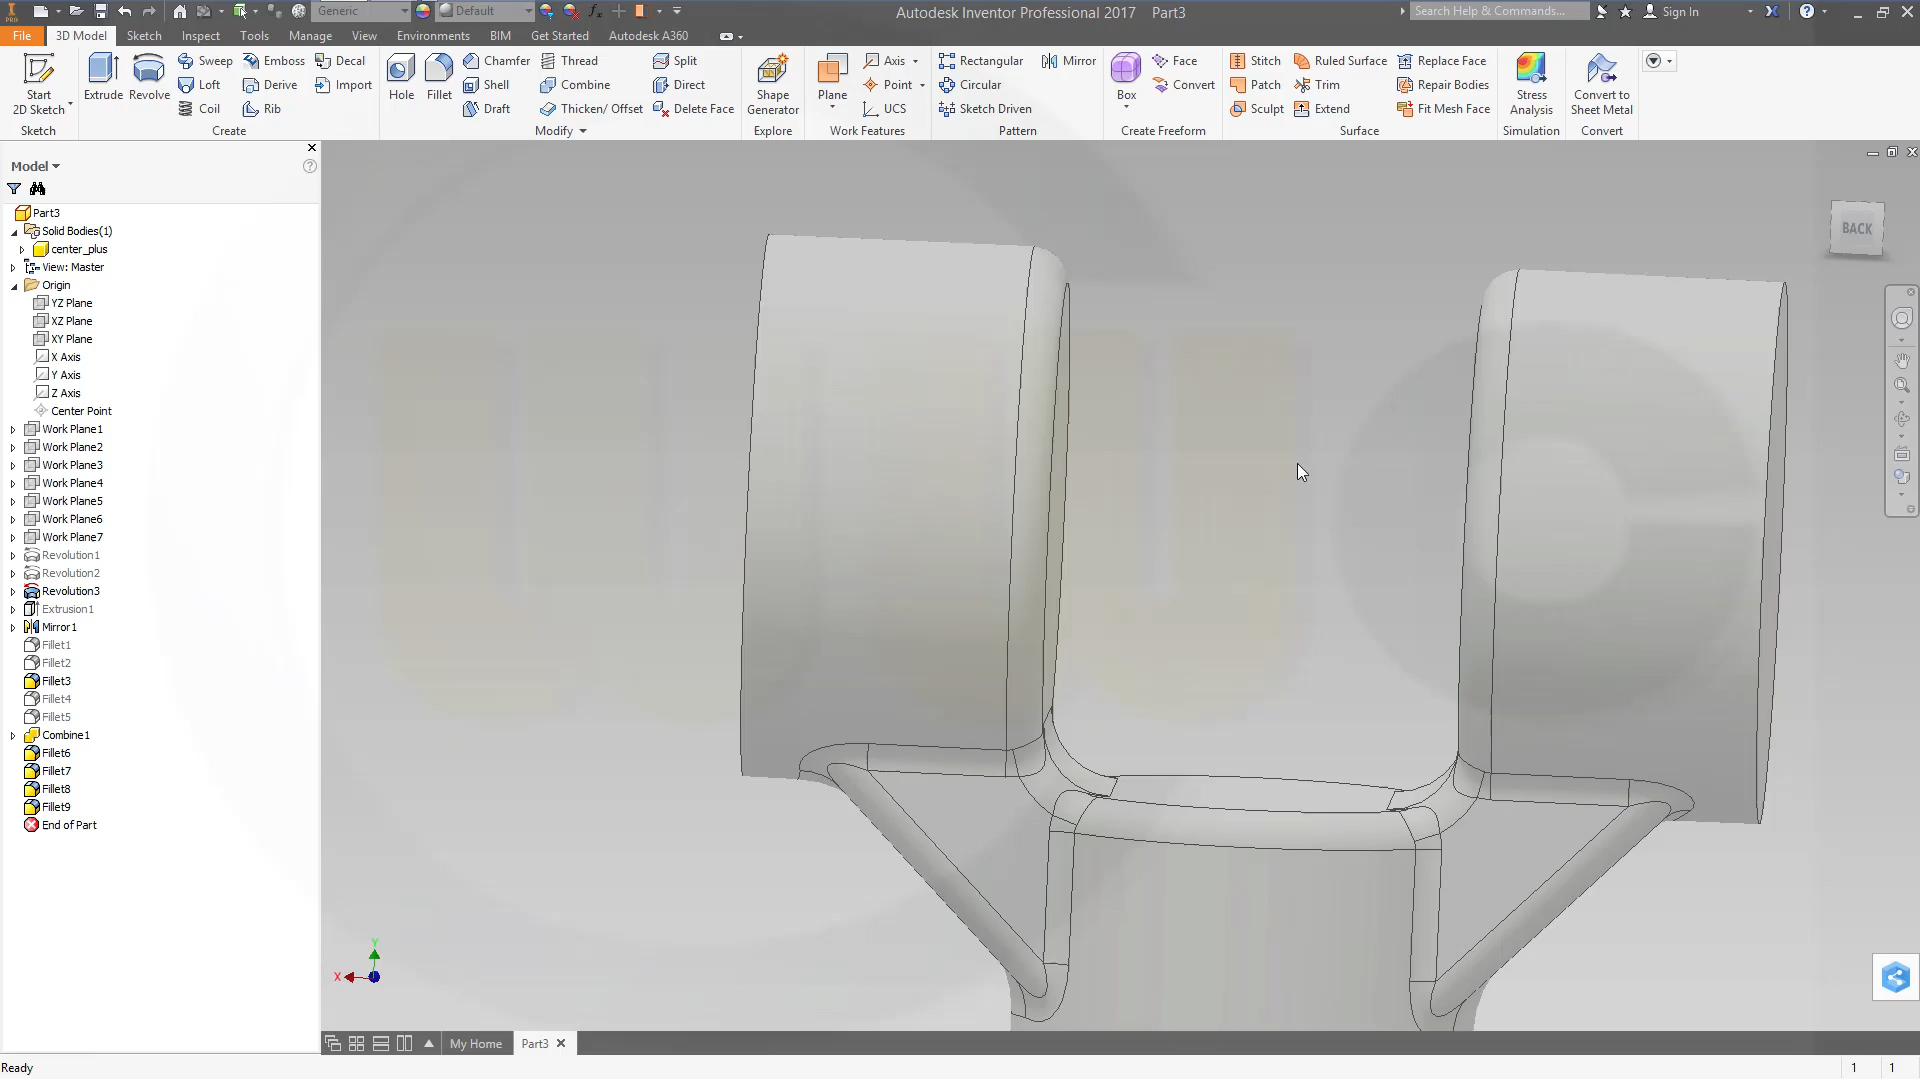 Generic
Default
Autodesk Inventor Professional 2017 Part3
Search Help & Commands...
Sign In
PRO
File 3D Model Sketch Inspect Tools Manage View Environments BIM Get Started Autodesk A360
Start 2D Sketch
Sketch
Extrude
Revolve
Sweep
Loft
Coil
Emboss
Derive
Rib
Decal
Import
Create
Hole
Fillet
Chamfer
Shell
Draft
Thread
Combine
Thicken/ Offset
Split
Direct
Delete Face
Modify
Shape Generator
Explore
Plane
Axis
Point
UCS
Work Features
Rectangular
Circular
Sketch Driven
Mirror
Pattern
Box
Face
Convert
Create Freeform
Stitch
Patch
Sculpt
Ruled Surface
Trim
Extend
Replace Face
Repair Bodies
Fit Mesh Face
Surface
Stress Analysis
Simulation
Convert to Sheet Metal
Convert
Model
Part3
Solid Bodies(1)
center_plus
View: Master
Origin
YZ Plane
XZ Plane
XY Plane
X Axis
Y Axis
Z Axis
Center Point
Work Plane1
Work Plane2
Work Plane3
Work Plane4
Work Plane5
Work Plane6
Work Plane7
Revolution1
Revolution2
Revolution3
Extrusion1
Mirror1
Fillet1
Fillet2
Fillet3
Fillet4
Fillet5
Combine1
Fillet6
Fillet7
Fillet8
Fillet9
End of Part
BACK
Y
X
My Home
Part3
Ready
1 1